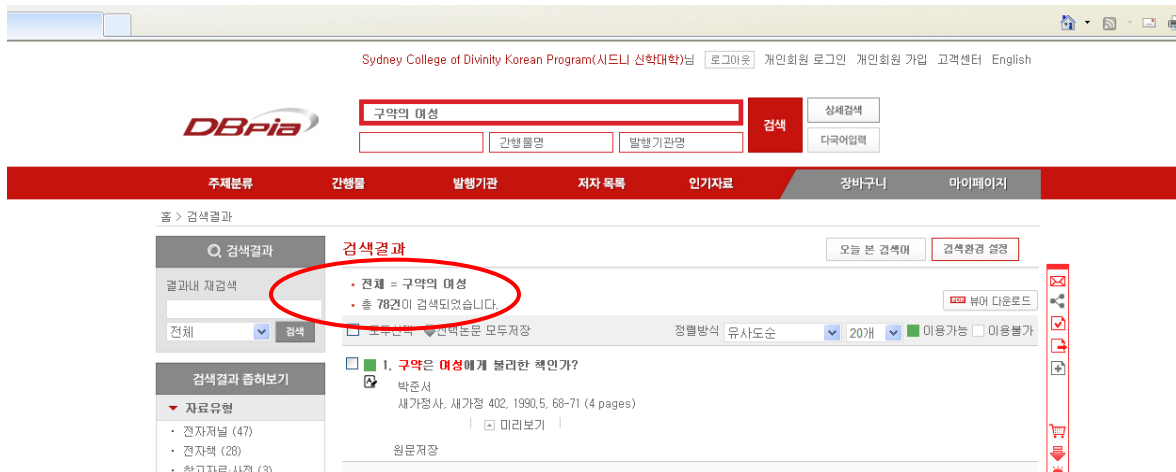 Sydney College of Divinity Korean Program(시드니 신학대학)님 로그아웃 개인회원 로그인 개인회원 가입 고객센터 English
DBpia
구약의 여성
검색
상세검색
간행물명 발행기관명
다국어입력
주제분류 간행물 발행기관 저자 목록 인기자료 장바구니 마이페이지
홈 > 검색결과
검색결과
결과내 재검색
전체 검색
검색결과 좁혀보기
▼ 자료유형
· 전자저널 (47)
· 전자책 (28)
· 참고자료·사전 (3)
검색결과
오늘 본 검색어 검색환경 설정
• 전체 = 구약의 여성
• 총 78건이 검색되었습니다.
뷰어 다운로드
모두선택 선택논문 모두저장 정렬방식 유사도순 20개 이용가능 이용불가
1. 구약은 여성에게 불리한 책인가?
박준서
새가정사, 새가정 402, 1990.5, 68-71 (4 pages)
미리보기
원문저장